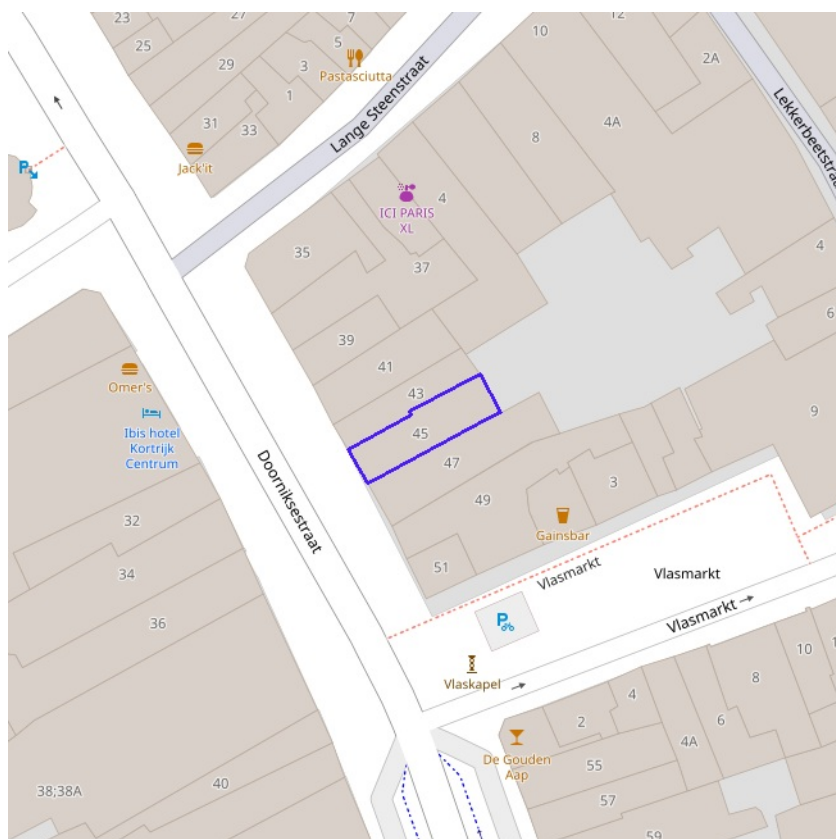 23
27
7
12
25
5
10
29
3
Pastasciutta
2A
1
31
33
4A
8
Jack'it
Lange Steenstraat
Lekkerbeetstraat
P
ICI PARIS
XL
4
35
37
4
39
6
41
Omer's
43
Ibis hotel
Kortrijk
Centrum
45
9
47
Doorniksestraat
49
3
32
Gainsbar
34
51
Vlasmarkt
Vlasmarkt
36
P
Vlasmarkt
Vlaskapel
10
8
4
6
2
4A
De Gouden
Aap
55
40
38;38A
57
59